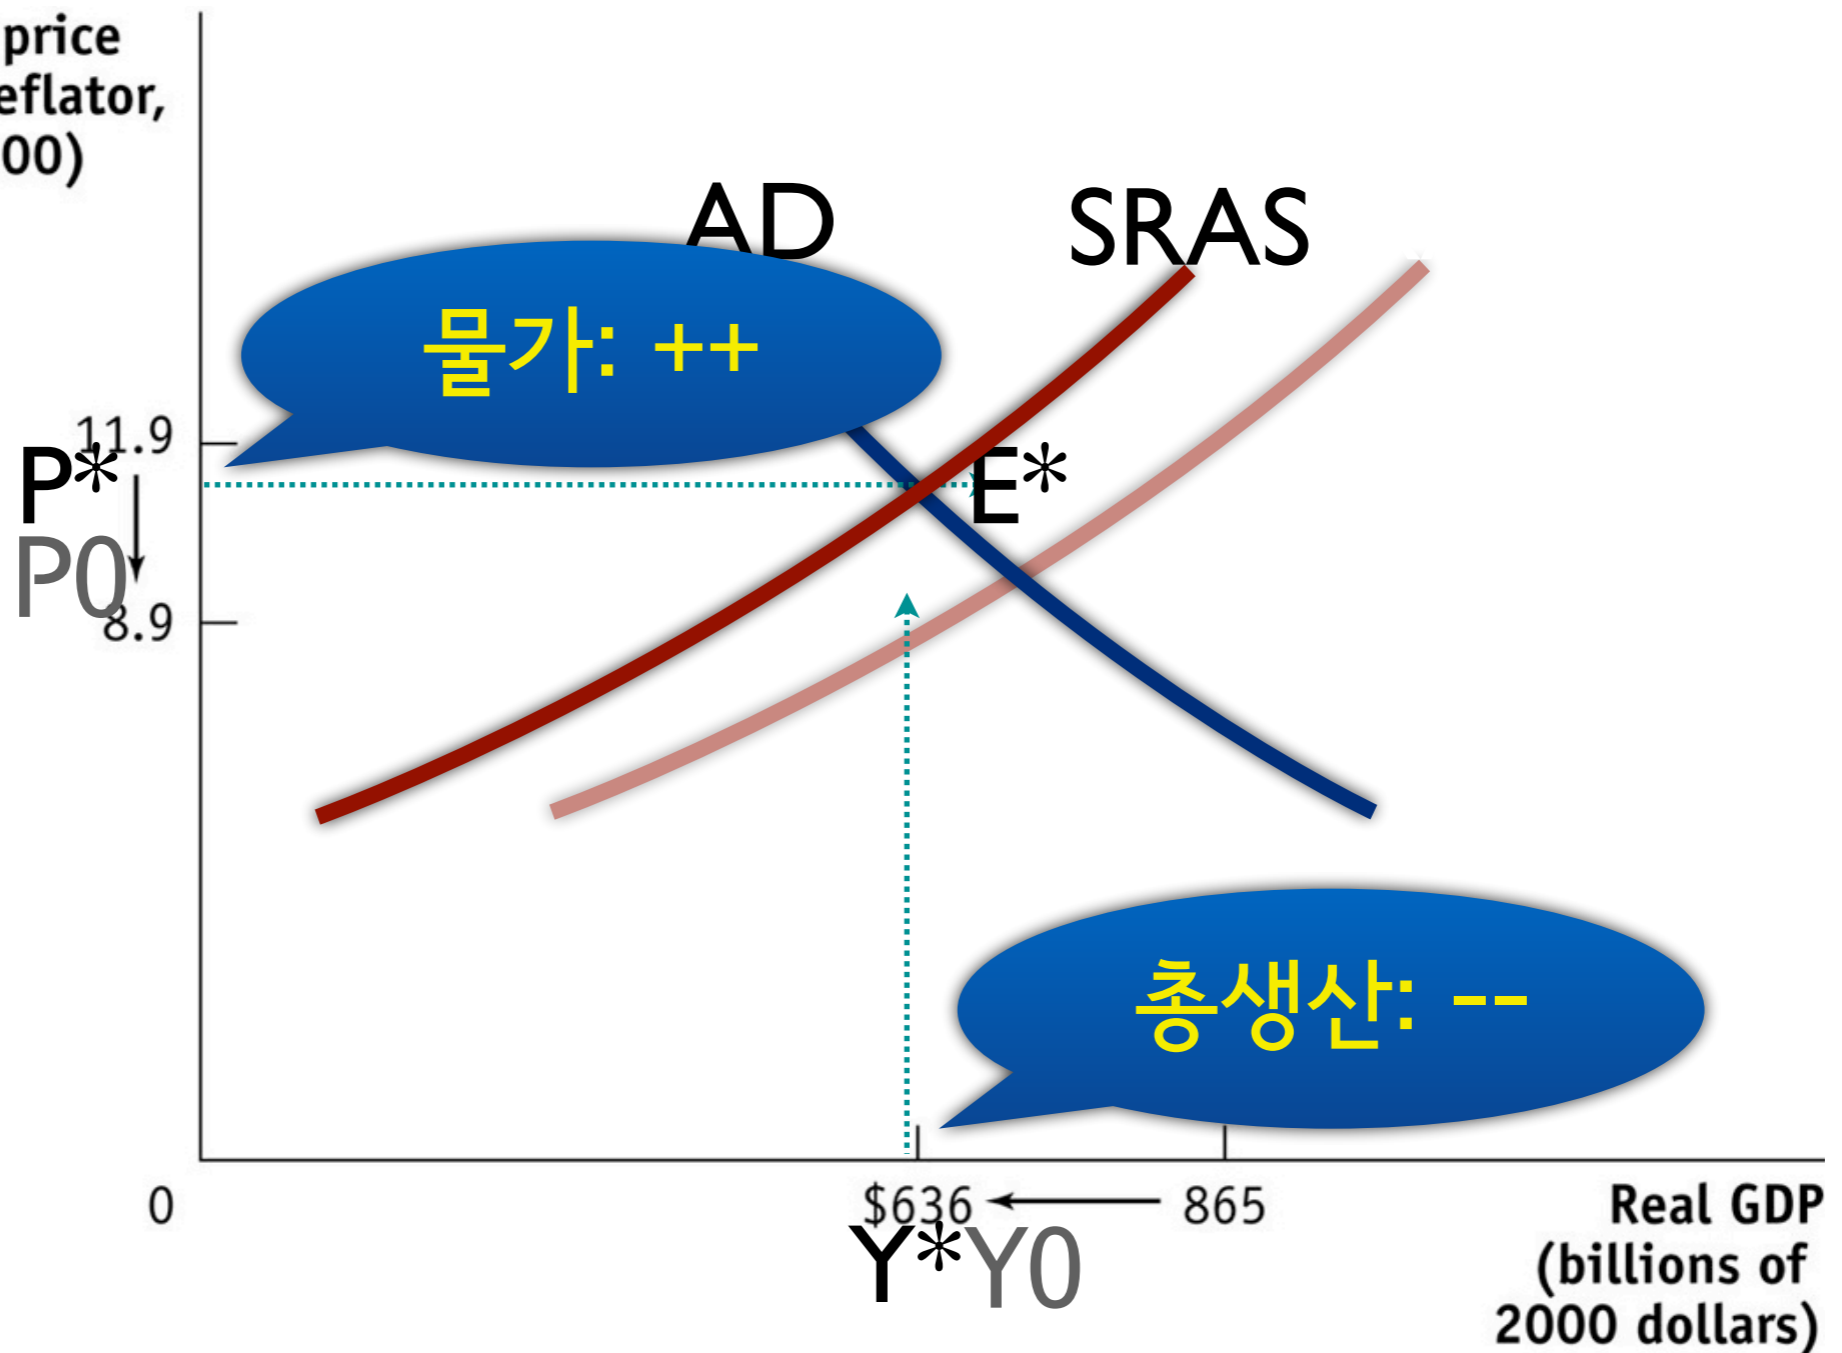 price
eflator,
00)
AD
SRAS
물가: ++
11.9
P*
E*
P0
8.9
총생산: --
0
$636
865
Real GDP
Y*
Y0
(billions of
2000 dollars)